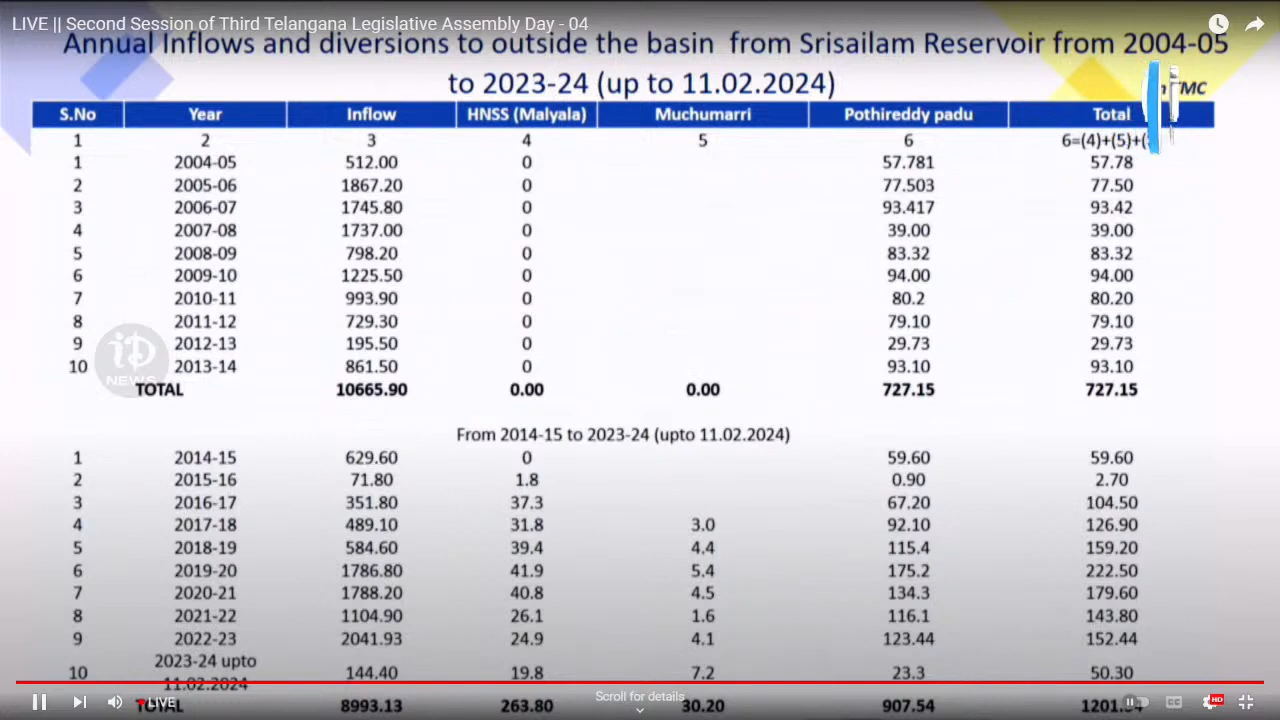 LIVE || Second Session of Third Telangana Legislative Assembly Day - 04
Annual Inflows and diversions to outside the basin from Srisailam Reservoir from 2004-05
to 2023-24 (up to 11.02.2024)
TMC
S.No Year Inflow HNSS (Malyala) Muchumarri Pothireddy padu Total
1 2 3 4 5 6 6=(4)+(5)+(
1 2004-05 512.00 0 57.781 57.78
2 2005-06 1867.20 0 77.503 77.50
3 2006-07 1745.80 0 93.417 93.42
4 2007-08 1737.00 0 39.00 39.00
5 2008-09 798.20 0 83.32 83.32
6 2009-10 1225.50 0 94.00 94.00
7 2010-11 993.90 0 80.2 80.20
8 2011-12 729.30 0 79.10 79.10
9 2012-13 195.50 0 29.73 29.73
10 2013-14 861.50 0 93.10 93.10
iD NEWS
TOTAL 10665.90 0.00 0.00 727.15 727.15
From 2014-15 to 2023-24 (upto 11.02.2024)
1 2014-15 629.60 0 59.60 59.60
2 2015-16 71.80 1.8 0.90 2.70
3 2016-17 351.80 37.3 67.20 104.50
4 2017-18 489.10 31.8 3.0 92.10 126.90
5 2018-19 584.60 39.4 4.4 115.4 159.20
6 2019-20 1786.80 41.9 5.4 175.2 222.50
7 2020-21 1788.20 40.8 4.5 134.3 179.60
8 2021-22 1104.90 26.1 1.6 116.1 143.80
9 2022-23 2041.93 24.9 4.1 123.44 152.44
10 2023-24 upto 11.02.2024 144.40 19.8 7.2 23.3 50.30
TOTAL 8993.13 263.80 30.20 907.54
LIVE
Scroll for details
CC
HD